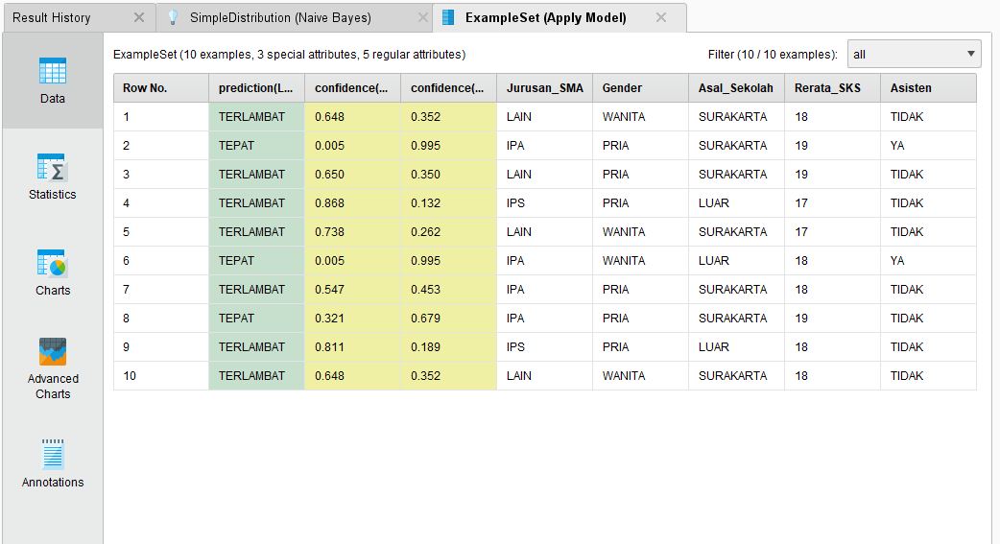 Result History
SimpleDistribution (Naive Bayes)
ExampleSet (Apply Model)
Data
Statistics
Charts
Advanced
Charts
Annotations
ExampleSet (10 examples, 3 special attributes, 5 regular attributes)
Filter (10 / 10 examples): all
Row No. prediction(L... confidence(... confidence(... Jurusan_SMA Gender Asal_Sekolah Rerata_SKS Asisten
1 TERLAMBAT 0.648 0.352 LAIN WANITA SURAKARTA 18 TIDAK
2 TEPAT 0.005 0.995 IPA PRIA SURAKARTA 19 YA
3 TERLAMBAT 0.650 0.350 LAIN PRIA SURAKARTA 19 TIDAK
4 TERLAMBAT 0.868 0.132 IPS PRIA LUAR 17 TIDAK
5 TERLAMBAT 0.738 0.262 LAIN WANITA SURAKARTA 17 TIDAK
6 TEPAT 0.005 0.995 IPA WANITA LUAR 18 YA
7 TERLAMBAT 0.547 0.453 IPA PRIA SURAKARTA 18 TIDAK
8 TEPAT 0.321 0.679 IPA PRIA SURAKARTA 19 TIDAK
9 TERLAMBAT 0.811 0.189 IPS PRIA LUAR 18 TIDAK
10 TERLAMBAT 0.648 0.352 LAIN WANITA SURAKARTA 18 TIDAK